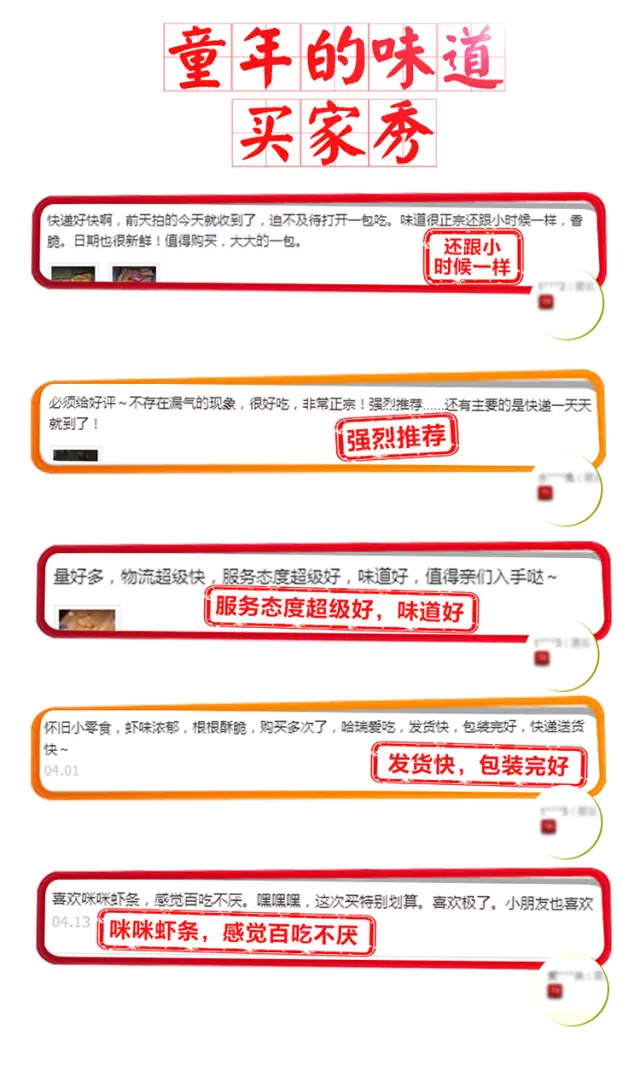 童年的味道
买家秀
快递好快啊，前天拍的今天就收到了，迫不及待打开一包吃。味道很正宗还跟小时候一样，香
脆。日期也很新鲜！值得购买，大大的一包。
还跟小
时候一样
必须给好评～不存在漏气的现象，很好吃，非常正宗！强烈推荐......还有主要的是快递一天天
就到了！
强烈推荐
量好多，物流超级快，服务态度超级好，味道好，值得亲们入手哒～
服务态度超级好，味道好
怀旧小零食，虾味浓郁，根根酥脆，购买多次了，哈瑞爱吃，发货快，包装完好，快递送货
快～
04.01
发货快，包装完好
喜欢咪咪虾条，感觉百吃不厌。嘿嘿嘿，这次买特别划算。喜欢极了。小朋友也喜欢
04.13
咪咪虾条，感觉百吃不厌